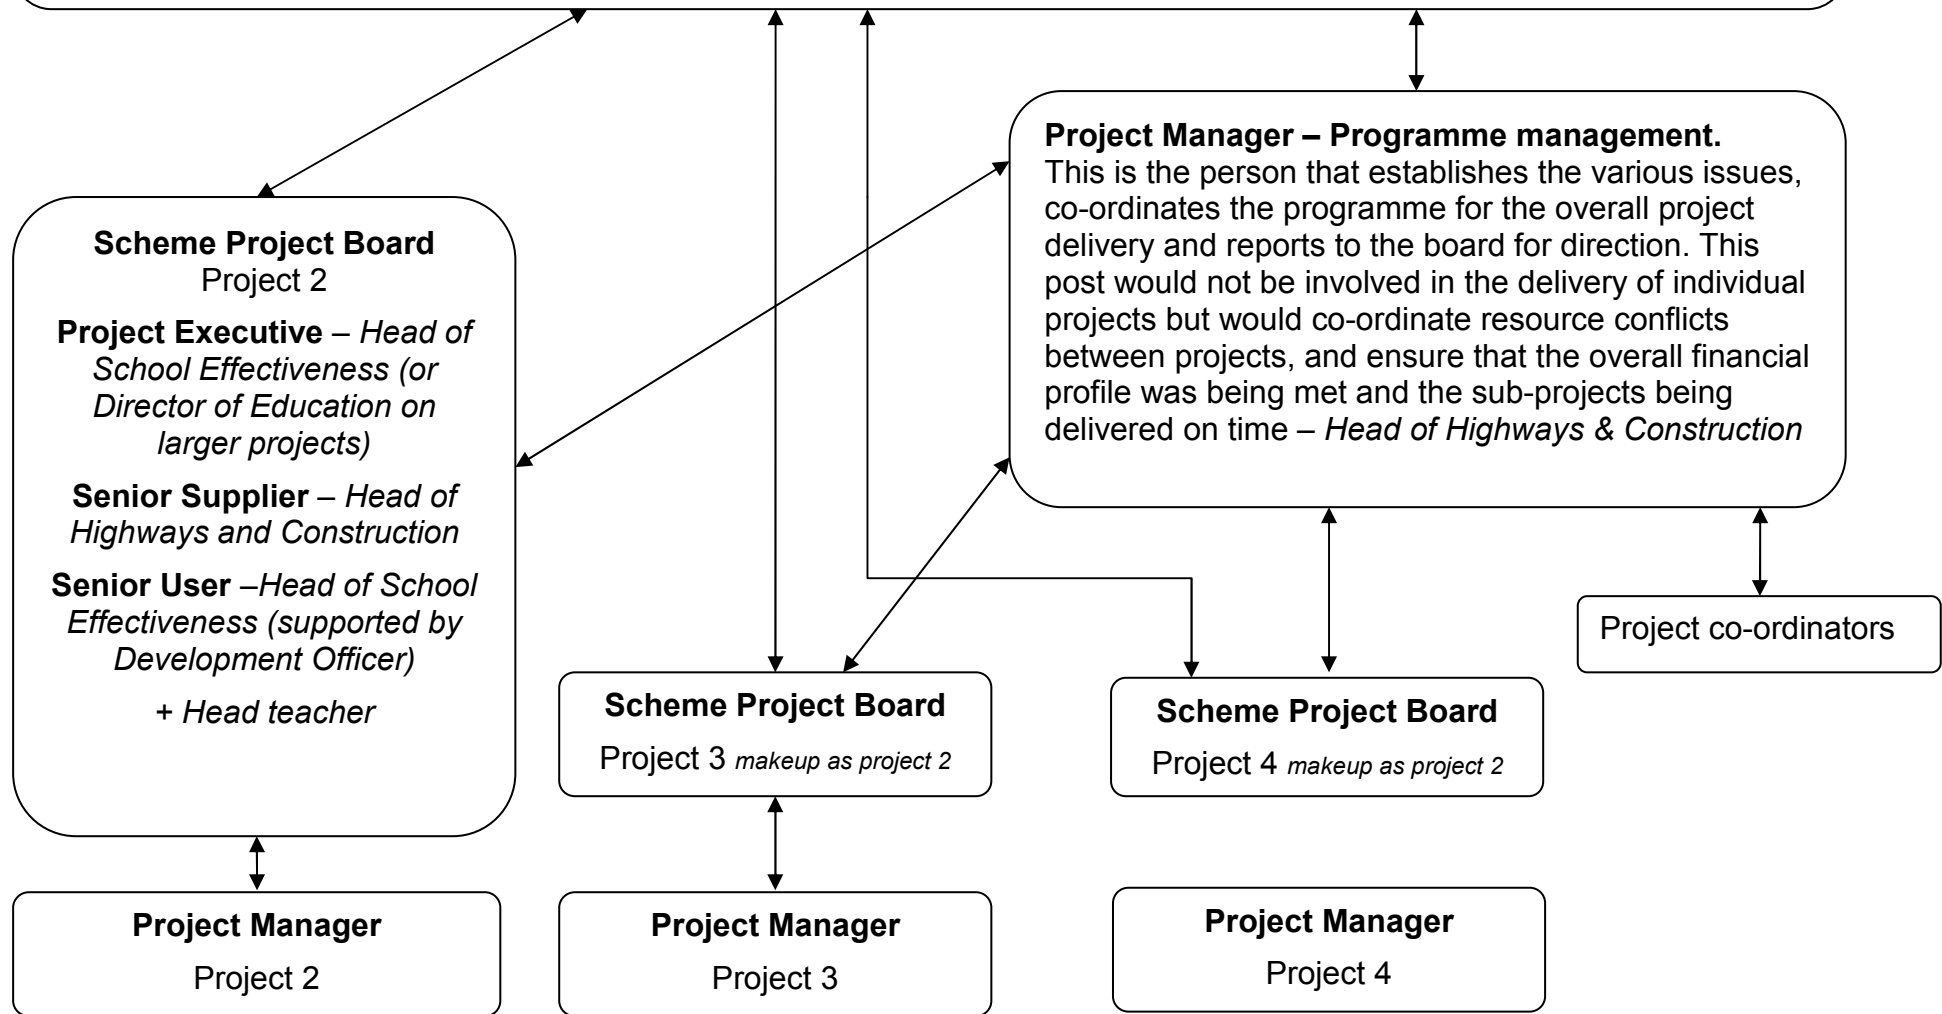 Project Manager – Programme management.
This is the person that establishes the various issues,
co-ordinates the programme for the overall project
delivery and reports to the board for direction. This
post would not be involved in the delivery of individual
projects but would co-ordinate resource conflicts
between projects, and ensure that the overall financial
profile was being met and the sub-projects being
delivered on time – Head of Highways & Construction
Scheme Project Board
Project 2
Project Executive – Head of
School Effectiveness (or
Director of Education on
larger projects)
Senior Supplier – Head of
Highways and Construction
Senior User –Head of School
Effectiveness (supported by
Development Officer)
+ Head teacher
Project co-ordinators
Scheme Project Board
Project 3 makeup as project 2
Scheme Project Board
Project 4 makeup as project 2
Project Manager
Project 2
Project Manager
Project 3
Project Manager
Project 4